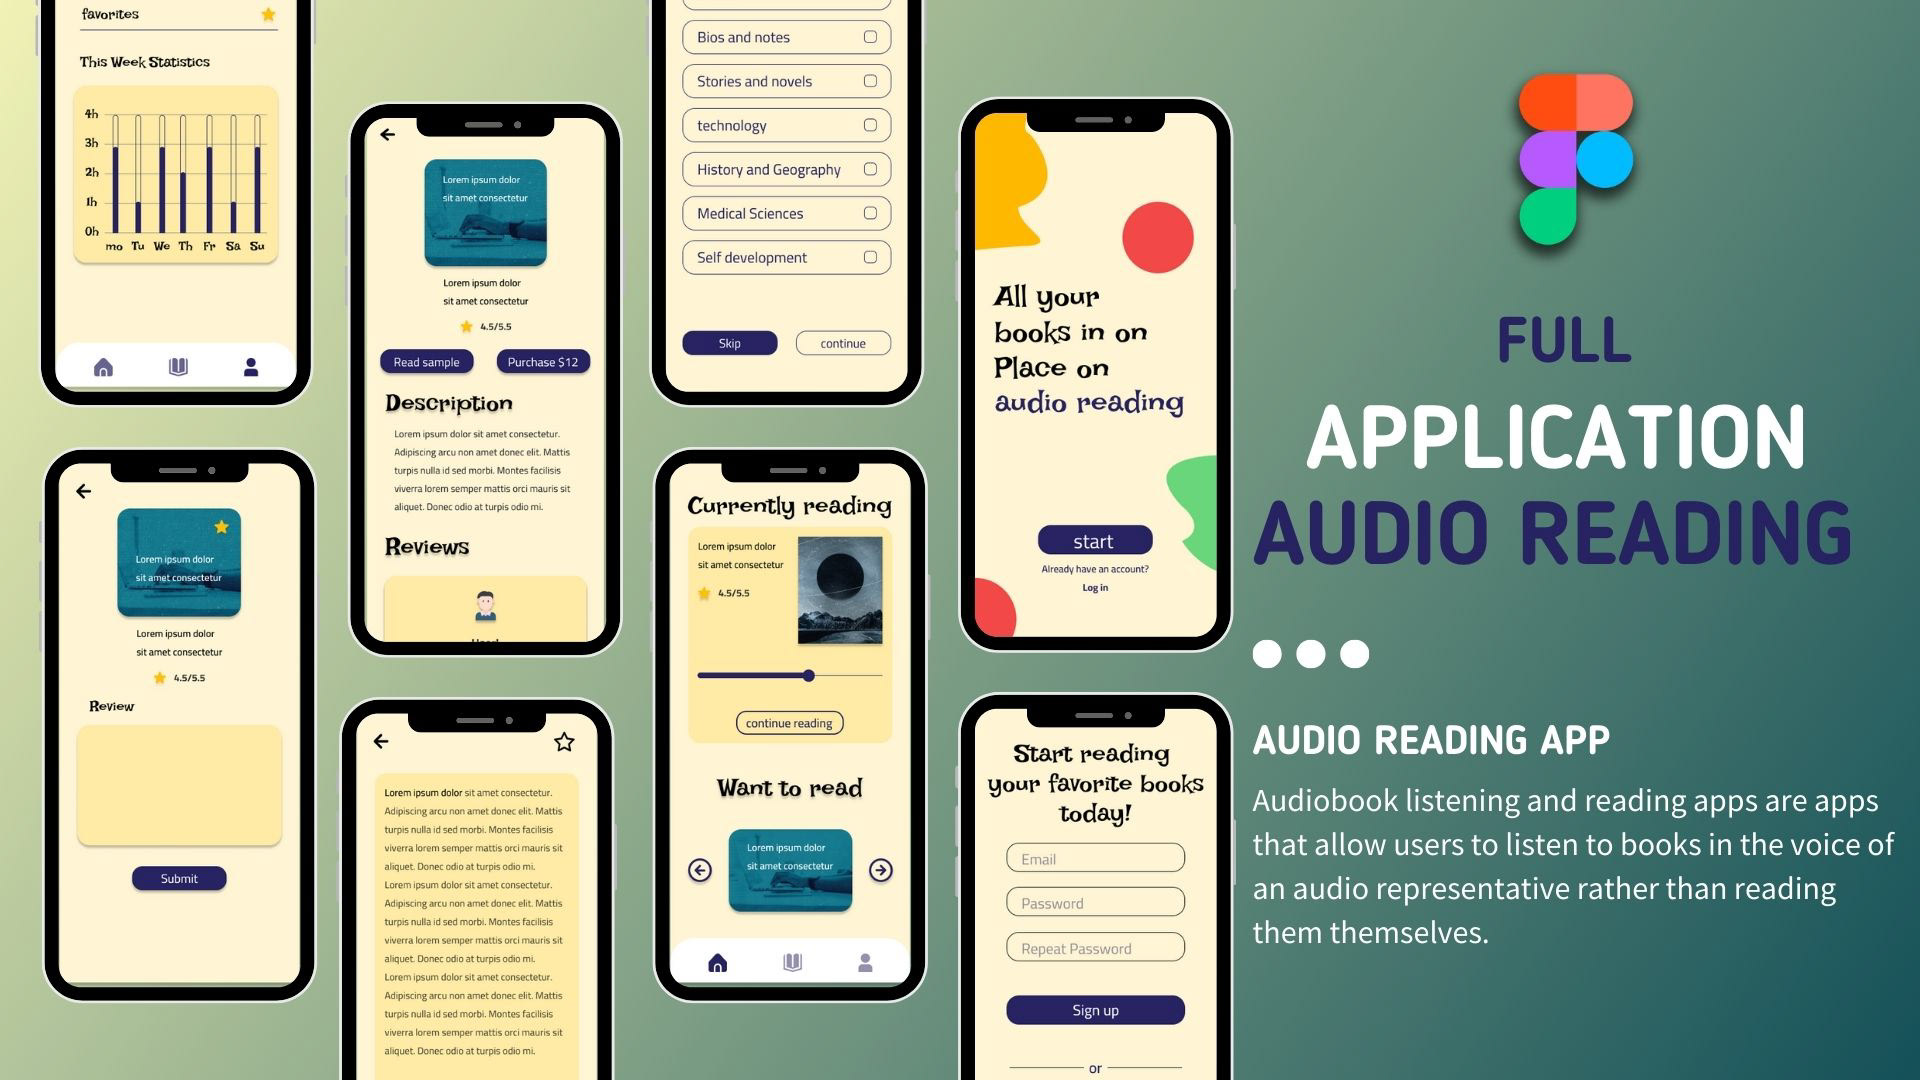 favorites
This Week Statistics
4h
3h
2h
1h
0h
mo Tu We Th Fr Sa Su
Lorem ipsum dolor
sit amet consectetur
Lorem ipsum dolor
sit amet consectetur
4.5/5.5
Review
Submit
Lorem ipsum dolor
sit amet consectetur
Lorem ipsum dolor
sit amet consectetur
4.5/5.5
Read sample
Purchase $12
Description
Lorem ipsum dolor sit amet consectetur.
Adipiscing arcu non amet donec elit. Mattis
turpis nulla id sed morbi. Montes facilisis
viverra lorem semper mattis orci mauris sit
aliquet. Donec odio at turpis odio mi.
Reviews
Lorem ipsum dolor sit amet consectetur.
Adipiscing arcu non amet donec elit. Mattis
turpis nulla id sed morbi. Montes facilisis
viverra lorem semper mattis orci mauris sit
aliquet. Donec odio at turpis odio mi.
Lorem ipsum dolor sit amet consectetur.
Adipiscing arcu non amet donec elit. Mattis
turpis nulla id sed morbi. Montes facilisis
viverra lorem semper mattis orci mauris sit
aliquet. Donec odio at turpis odio mi.
Lorem ipsum dolor sit amet consectetur.
Adipiscing arcu non amet donec elit. Mattis
turpis nulla id sed morbi. Montes facilisis
viverra lorem semper mattis orci mauris sit
aliquet. Donec odio at turpis odio mi.
Bios and notes
Stories and novels
technology
History and Geography
Medical Sciences
Self development
Skip
continue
Currently reading
Lorem ipsum dolor
sit amet consectetur
4.5/5.5
continue reading
Want to read
Lorem ipsum dolor
sit amet consectetur
All your
books in on
Place on
audio reading
start
Already have an account?
Log in
Start reading
your favorite books
today!
Email
Password
Repeat Password
Sign up
or
FULL
APPLICATION
AUDIO READING
AUDIO READING APP
Audiobook listening and reading apps are apps
that allow users to listen to books in the voice of
an audio representative rather than reading
them themselves.